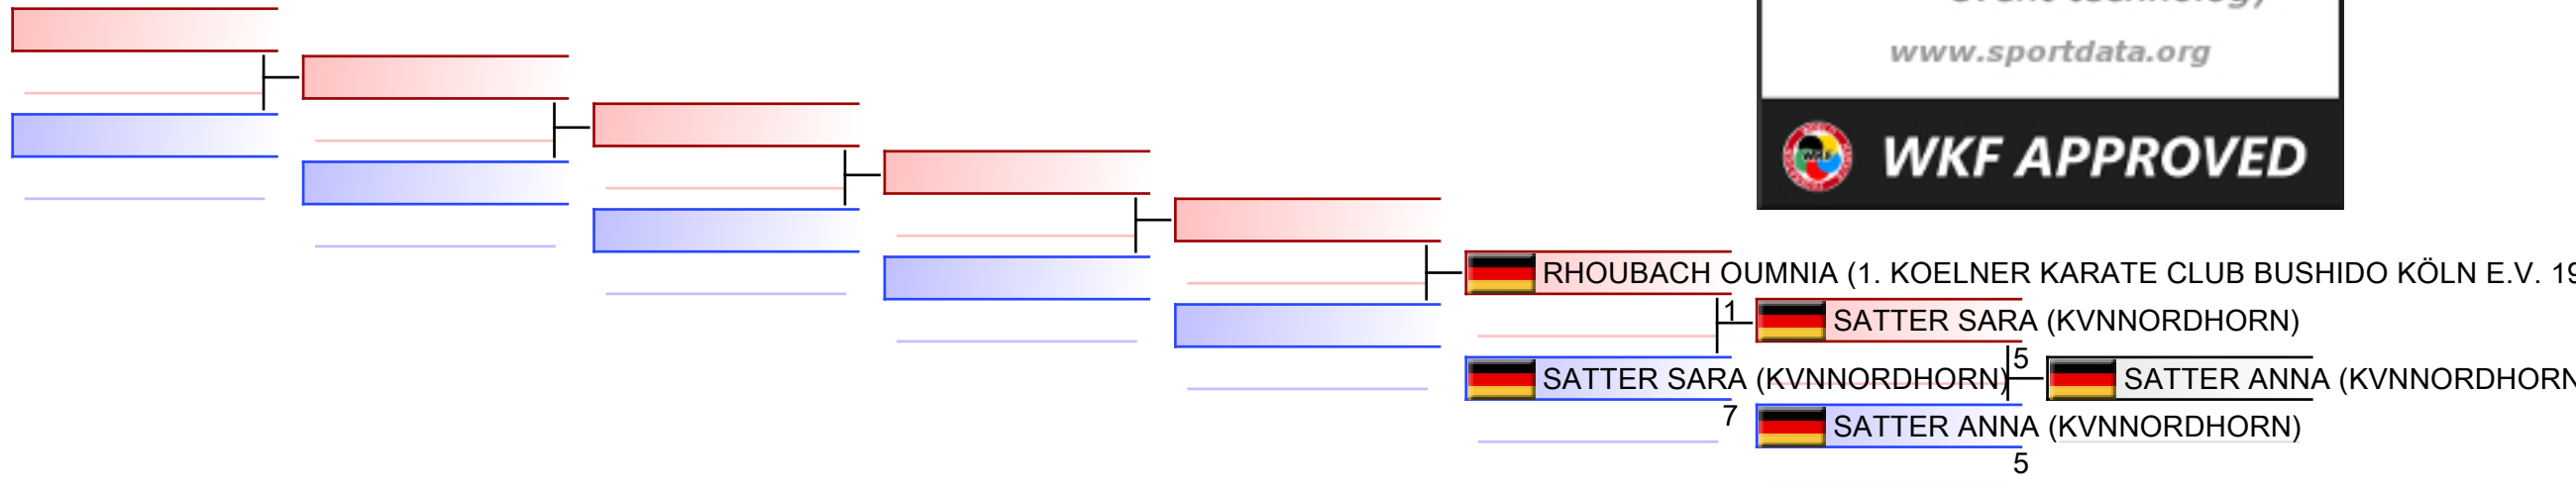 www.sportdata.org
WKF APPROVED
RHOUBACH OUMNIA (1. KOELNER KARATE CLUB BUSHIDO KÖLN E.V. 19
1
SATTER SARA (KVNNORDHORN)
5
SATTER SARA (KVNNORDHORN)
SATTER ANNA (KVNNORDHORN
7
SATTER ANNA (KVNNORDHORN)
5